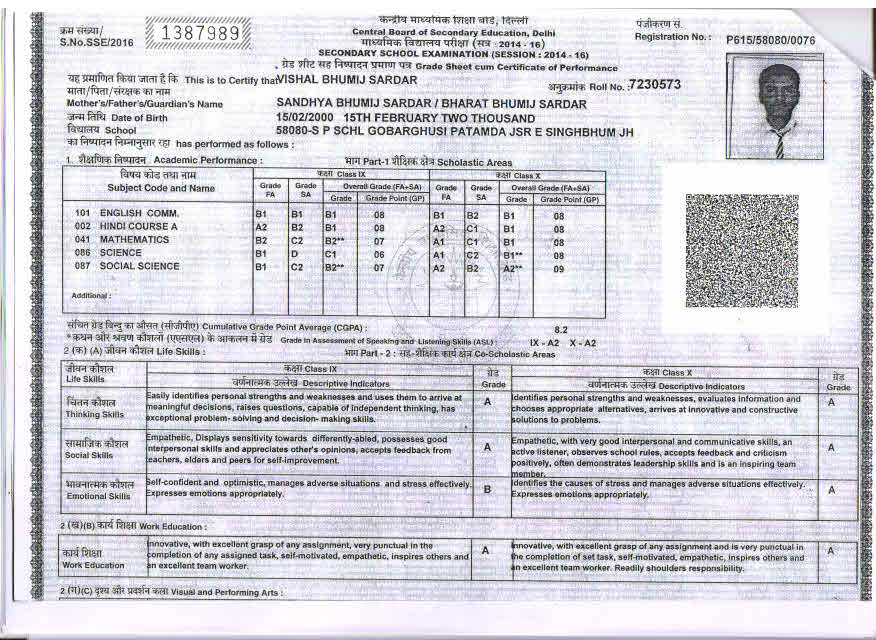 केन्द्रीय माध्यमिक शिक्षा बोर्ड, दिल्ली
Central Board of Secondary Education, Delhi
माध्यमिक विद्यालय परीक्षा (सत्र : 2014 - 16)
SECONDARY SCHOOL EXAMINATION (SESSION : 2014 - 16)
ग्रेड शीट सह निष्पादन प्रमाण पत्र Grade Sheet cum Certificate of Performance
क्रम संख्या/
S.No.SSE/2016 1387989
पंजीकरण सं.
Registration No. : P615/58080/0076
यह प्रमाणित किया जाता है कि This is to Certify that VISHAL BHUMIJ SARDAR
अनुक्रमांक Roll No. : 7230573
माता/पिता/संरक्षक का नाम
Mother's/Father's/Guardian's Name SANDHYA BHUMIJ SARDAR / BHARAT BHUMIJ SARDAR
जन्म तिथि Date of Birth 15/02/2000 15TH FEBRUARY TWO THOUSAND
विद्यालय School 58080-S P SCHL GOBARGHUSI PATAMDA JSR E SINGHBHUM JH
का निष्पादन निम्नानुसार रहा has performed as follows :
1. शैक्षणिक निष्पादन Academic Performance : भाग Part-1 शैक्षिक क्षेत्र Scholastic Areas
विषय कोड तथा नाम कक्षा Class IX कक्षा Class X
Subject Code and Name Grade FA Grade SA Overall Grade (FA+SA) Grade FA Grade SA Overall Grade (FA+SA)
Grade Grade Point (GP) Grade Grade Point (GP)
101 ENGLISH COMM. B1 B1 B1 08 B1 B2 B1 08
002 HINDI COURSE A A2 B2 B1 08 A2 C1 B1 08
041 MATHEMATICS B2 C2 B2** 07 A1 C1 B1 08
086 SCIENCE B1 D C1 06 A1 C2 B1** 08
087 SOCIAL SCIENCE B1 C2 B2** 07 A2 B2 A2** 09
Additional :
संचित ग्रेड बिन्दु का औसत (सीजीपीए) Cumulative Grade Point Average (CGPA) : 8.2
* कथन और श्रवण कौशलों (एएसएल) के आकलन में ग्रेड Grade in Assessment of Speaking and Listening Skills (ASL) : IX - A2 X - A2
2 (क) (A) जीवन कौशल Life Skills : भाग Part - 2 : सह-शैक्षिक कार्य क्षेत्र Co-Scholastic Areas
जीवन कौशल कक्षा Class IX ग्रेड कक्षा Class X ग्रेड
Life Skills वर्णनात्मक उल्लेख Descriptive Indicators Grade वर्णनात्मक उल्लेख Descriptive Indicators Grade
चिंतन कौशल
Thinking Skills
Easily identifies personal strengths and weaknesses and uses them to arrive at
meaningful decisions, raises questions, capable of independent thinking, has
exceptional problem- solving and decision- making skills.
A
Identifies personal strengths and weaknesses, evaluates information and
chooses appropriate alternatives, arrives at innovative and constructive
solutions to problems.
A
सामाजिक कौशल
Social Skills
Empathetic, Displays sensitivity towards differently-abled, possesses good
interpersonal skills and appreciates other's opinions, accepts feedback from
teachers, elders and peers for self-improvement.
A
Empathetic, with very good interpersonal and communicative skills, an
active listener, observes school rules, accepts feedback and criticism
positively, often demonstrates leadership skills and is an inspiring team
member.
A
भावनात्मक कौशल
Emotional Skills
Self-confident and optimistic, manages adverse situations and stress effectively.
Expresses emotions appropriately.
B
Identifies the causes of stress and manages adverse situations effectively.
Expresses emotions appropriately.
A
2 (ख)(B) कार्य शिक्षा Work Education :
कार्य शिक्षा
Work Education
Innovative, with excellent grasp of any assignment, very punctual in the
completion of any assigned task, self-motivated, empathetic, inspires others and
an excellent team worker.
A
Innovative, with excellent grasp of any assignment and is very punctual in
the completion of set task, self-motivated, empathetic, inspires others and
an excellent team worker. Readily shoulders responsibility.
A
2 (ग)(C) दृश्य और प्रदर्शन कला Visual and Performing Arts :